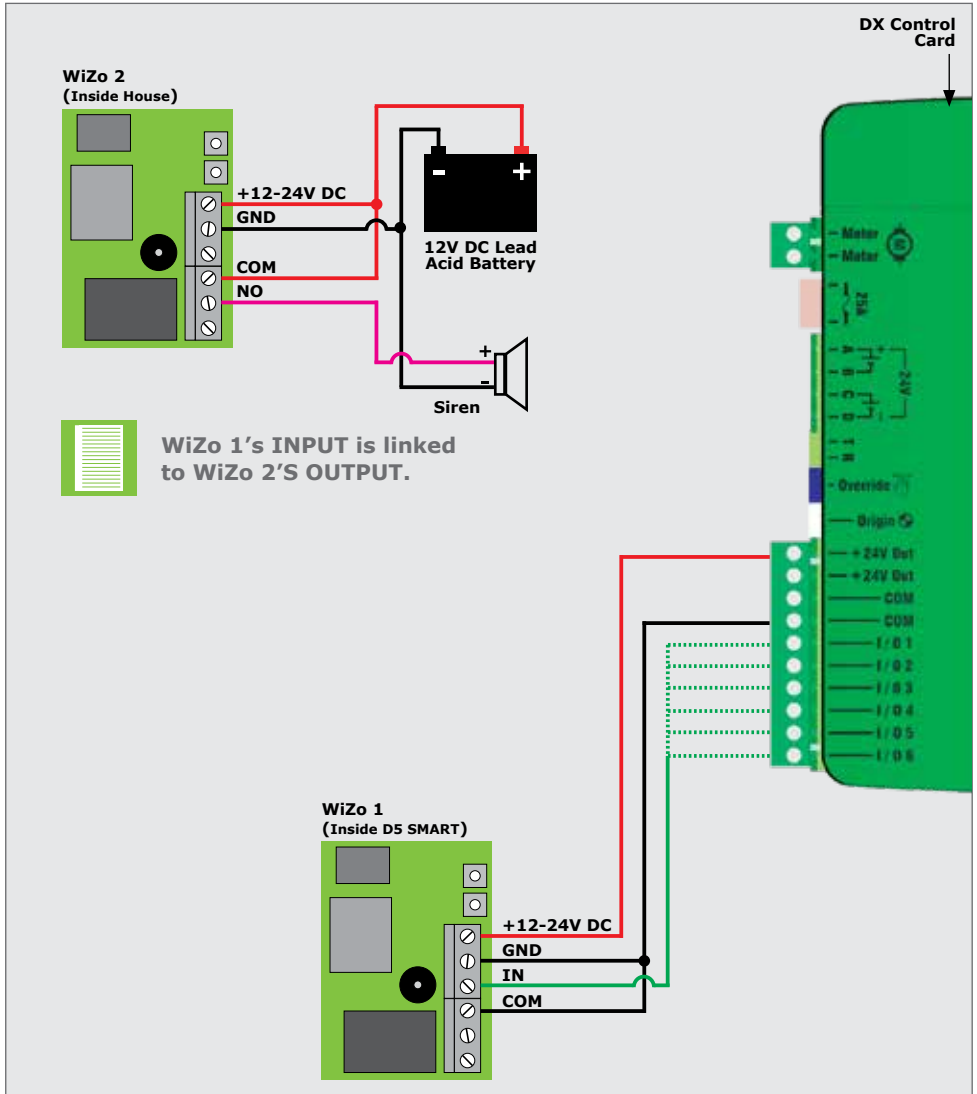 DX Control
Card
WiZo 2
(Inside House)
+12-24V DC
GND
COM
NO
-
+
12V DC Lead
Acid Battery
+
-
Siren
WiZo 1's INPUT is linked
to WiZo 2'S OUTPUT.
Motor
Motor
M
25A
A
B
C
D
+
-
24V
Override
Origin
+24V Out
+24V Out
COM
COM
I/O 1
I/O 2
I/O 3
I/O 4
I/O 5
I/O 6
WiZo 1
(Inside D5 SMART)
+12-24V DC
GND
IN
COM